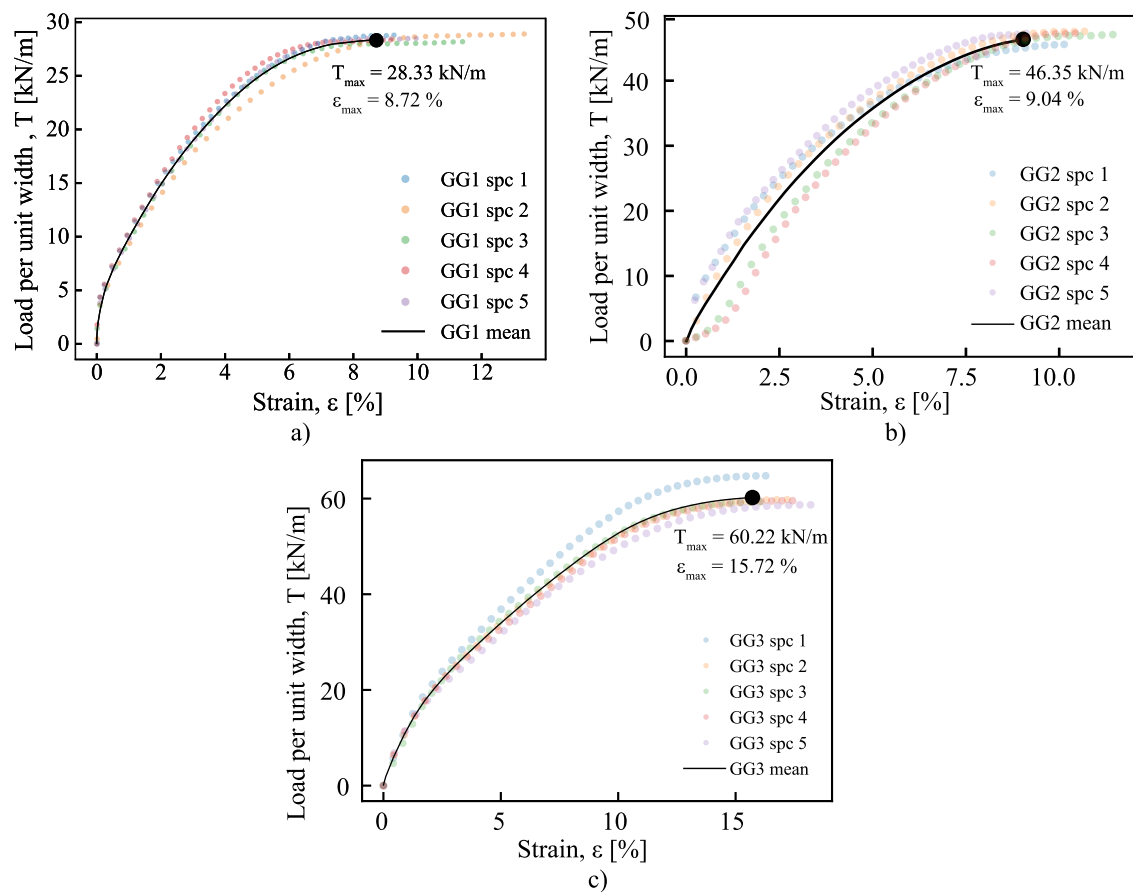 30
25
20
15
10
5
0
Load per unit width , T [kN/m]
T_max = 28.33 kN/m
ε_max = 8.72 %
GG1 spc 1
GG1 spc 2
GG1 spc 3
GG1 spc 4
GG1 spc 5
GG1 mean
0 2 4 6 8 10 12
Strain, ε [%]
a)
50
40
30
20
10
0
Load per unit width, T [kN/m]
T_max = 46.35 kN/m
ε_max = 9.04 %
GG2 spc 1
GG2 spc 2
GG2 spc 3
GG2 spc 4
GG2 spc 5
GG2 mean
0.0 2.5 5.0 7.5 10.0
Strain, ε [%]
b)
60
40
20
0
Load per unit width, T [kN/m]
T_max = 60.22 kN/m
ε_max = 15.72 %
GG3 spc 1
GG3 spc 2
GG3 spc 3
GG3 spc 4
GG3 spc 5
GG3 mean
0 5 10 15
Strain, ε [%]
c)